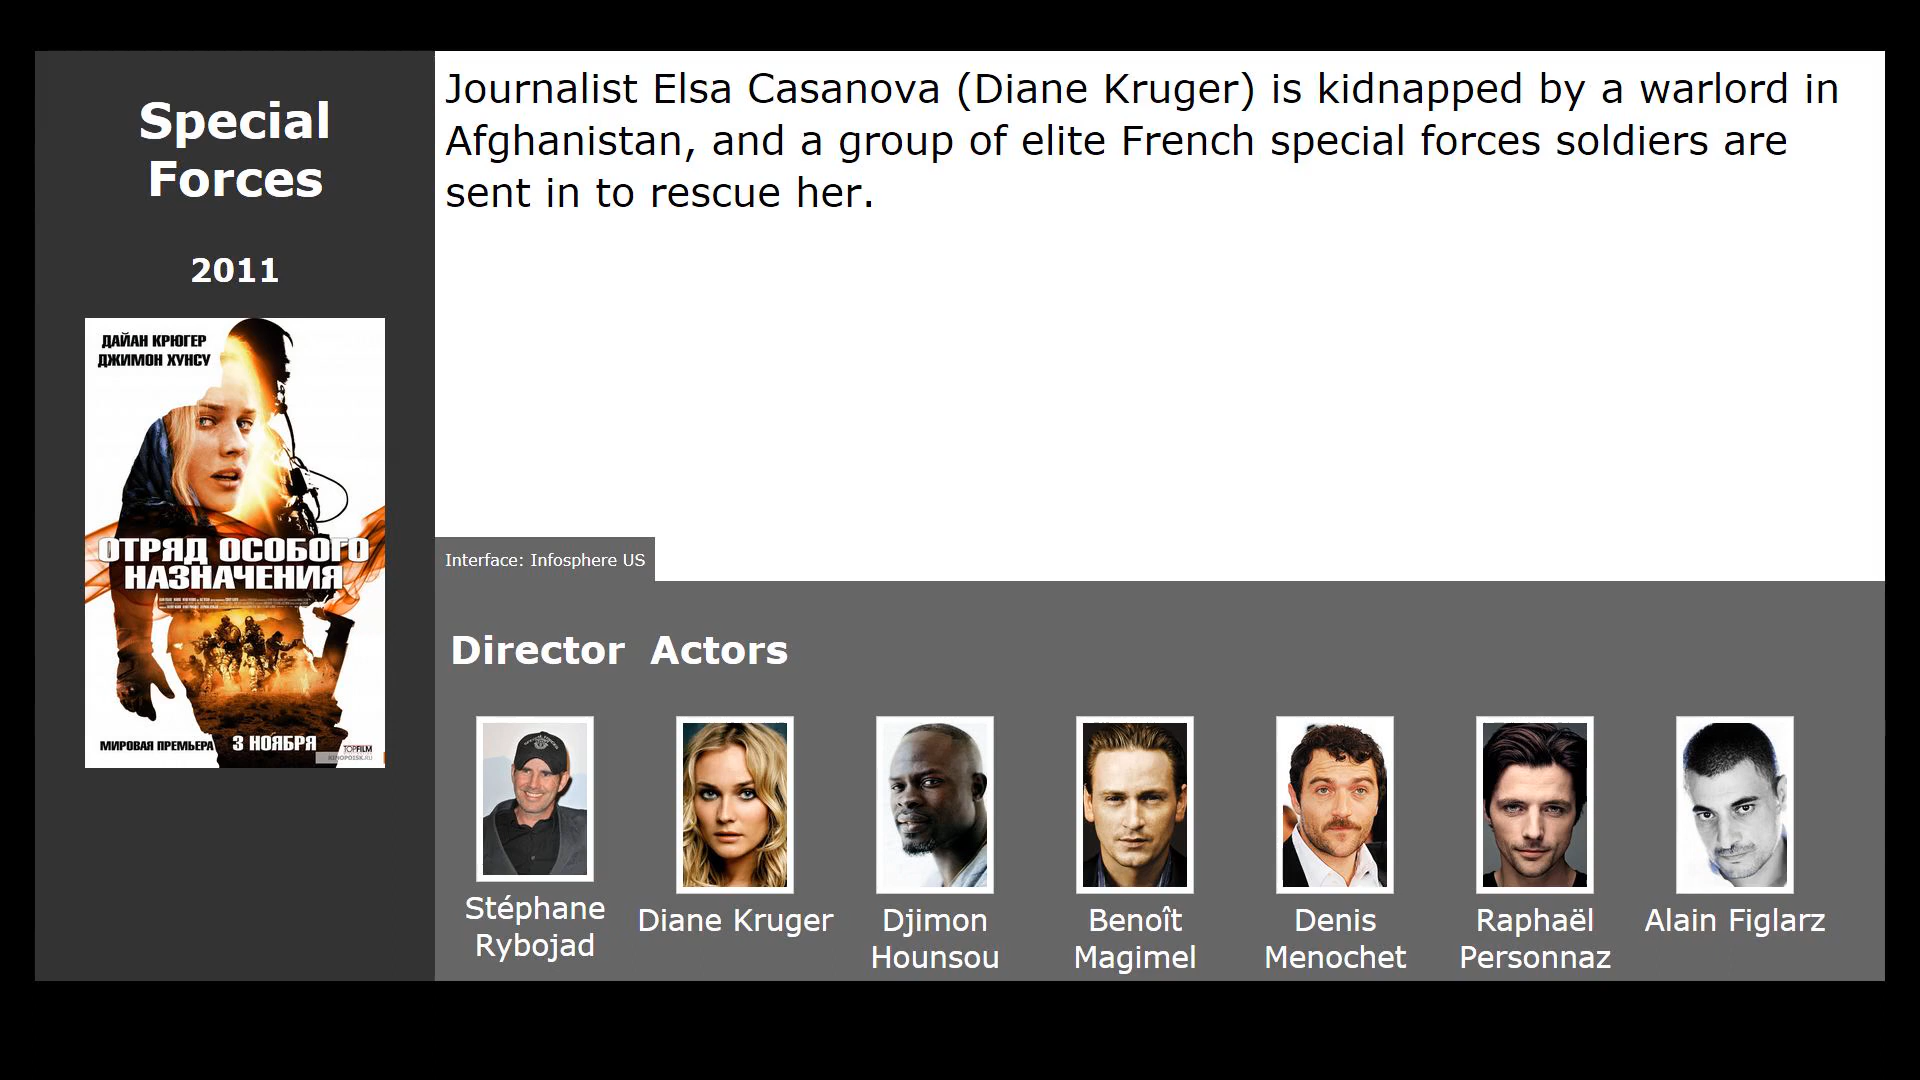 Special
Forces
2011
ДАЙАН КРЮГЕР
ДЖИМОН ХУНСУ
ОТРЯД ОСОБОГО
НАЗНАЧЕНИЯ
МИРОВАЯ ПРЕМЬЕРА 3 НОЯБРЯ
TOPFILM
KINOPOISK.RU
Journalist Elsa Casanova (Diane Kruger) is kidnapped by a warlord in
Afghanistan, and a group of elite French special forces soldiers are
sent in to rescue her.
Interface: Infosphere US
Director Actors
Stéphane
Rybojad
Diane Kruger
Djimon
Hounsou
Benoît
Magimel
Denis
Menochet
Raphaël
Personnaz
Alain Figlarz